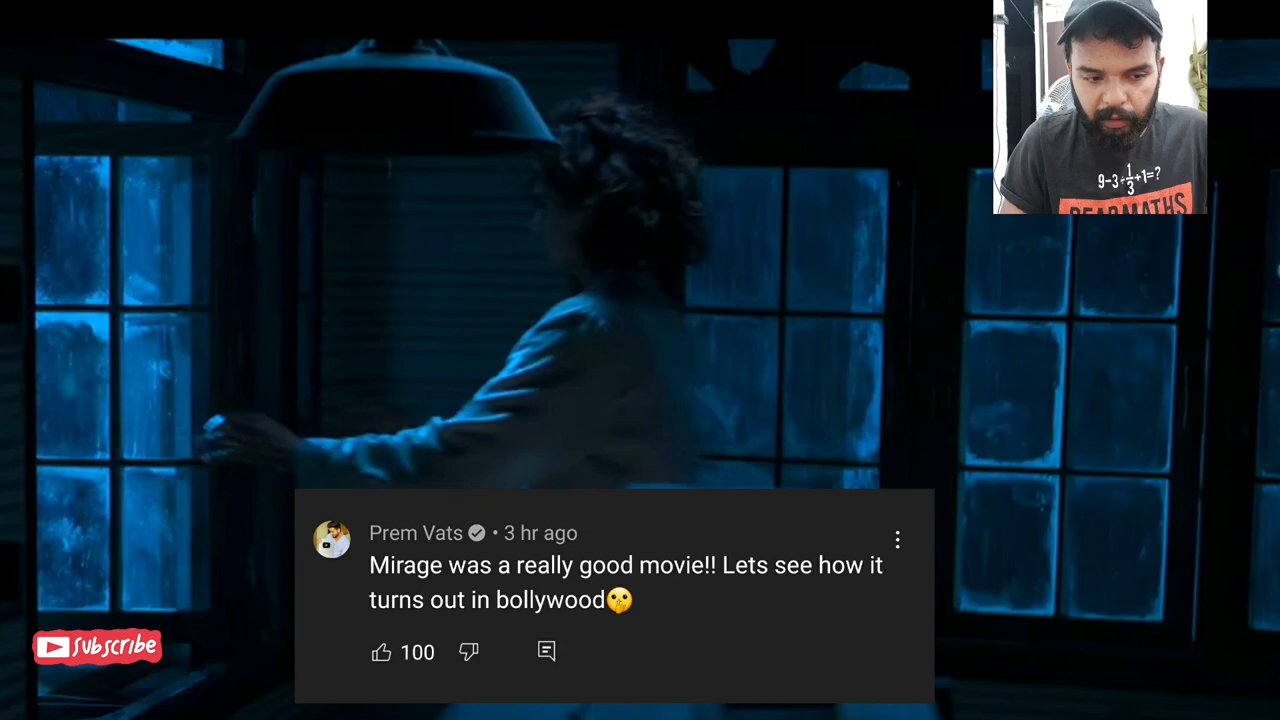 9-3÷1/3+1=?
Prem Vats • 3 hr ago
Mirage was a really good movie!! Lets see how it
turns out in bollywood🤫
100
Subscribe